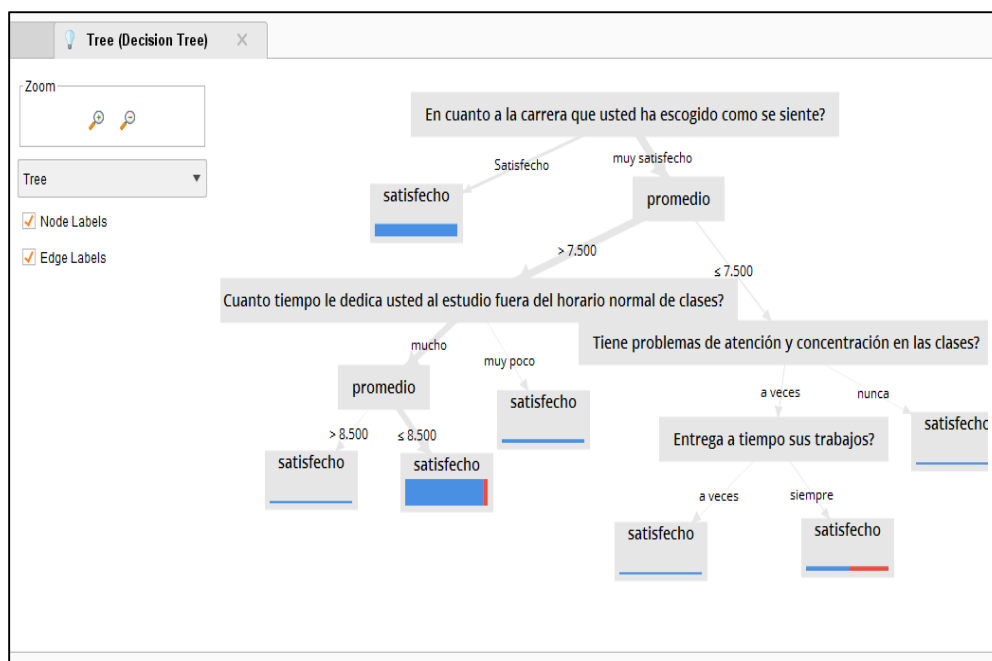 Tree (Decision Tree)
Zoom
Tree
Node Labels
Edge Labels
En cuanto a la carrera que usted ha escogido como se siente?
Satisfecho
muy satisfecho
satisfecho
promedio
> 7.500
≤ 7.500
Cuanto tiempo le dedica usted al estudio fuera del horario normal de clases?
Tiene problemas de atención y concentración en las clases?
mucho
muy poco
a veces
nunca
promedio
satisfecho
satisfecho
Entrega a tiempo sus trabajos?
> 8.500
≤ 8.500
satisfecho
satisfecho
a veces
siempre
satisfecho
satisfecho